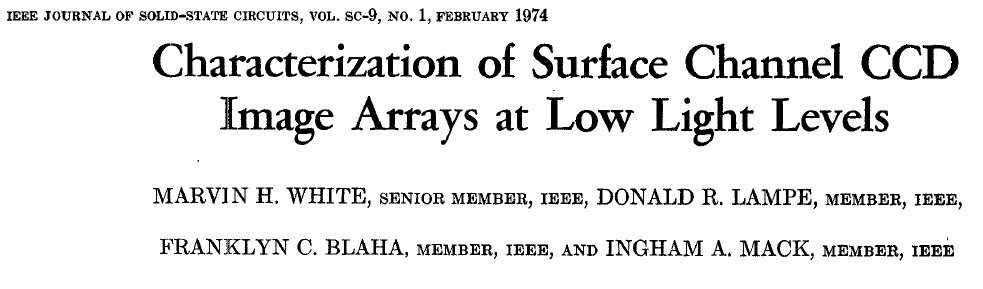 IEEE JOURNAL OF SOLID-STATE CIRCUITS, VOL. SC-9, NO. 1, FEBRUARY 1974
Characterization of Surface Channel CCD
Image Arrays at Low Light Levels
MARVIN H. WHITE, SENIOR MEMBER, IEEE, DONALD R. LAMPE, MEMBER, IEEE,
FRANKLYN C. BLAHA, MEMBER, IEEE, AND INGHAM A. MACK, MEMBER, IEEE